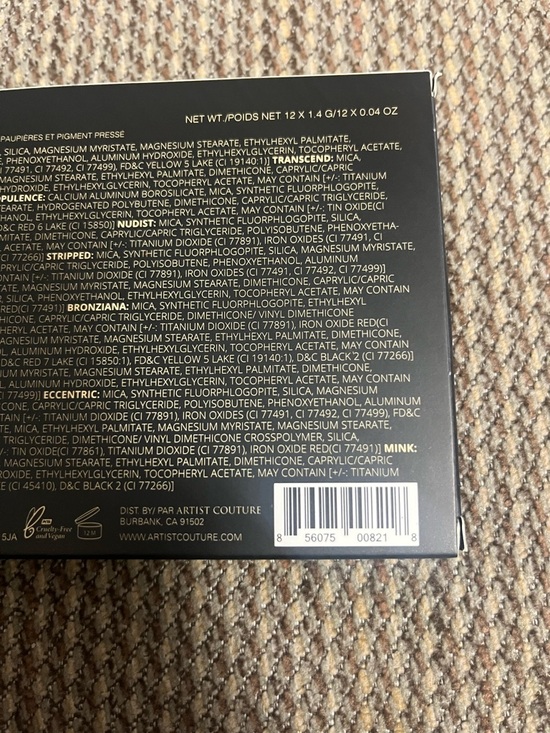 NET WT./POIDS NET 12 X 1.4 G/12 X 0.04 OZ
PAUPIÈRES ET PIGMENT PRESSÉ
SILICA, MAGNESIUM MYRISTATE, MAGNESIUM STEARATE, ETHYLHEXYL PALMITATE,
PHENOXYETHANOL, ALUMINUM HYDROXIDE, ETHYLHEXYLGLYCERIN, TOCOPHERYL ACETATE,
77491, CI 77492, CI 77499), FD&C YELLOW 5 LAKE (CI 19140:1)] TRANSCEND: MICA,
MAGNESIUM STEARATE, ETHYLHEXYL PALMITATE, DIMETHICONE, CAPRYLIC/CAPRIC
HYDROXIDE, ETHYLHEXYLGLYCERIN, TOCOPHERYL ACETATE, MAY CONTAIN [+/-: TITANIUM
OPULENCE: CALCIUM ALUMINUM BOROSILICATE, MICA, SYNTHETIC FLUORPHLOGOPITE,
STEARATE, HYDROGENATED POLYBUTENE, DIMETHICONE, CAPRYLIC/CAPRIC TRIGLYCERIDE,
ETHYLHEXYLGLYCERIN, TOCOPHERYL ACETATE, MAY CONTAIN [+/-: TIN OXIDE(CI
D&C RED 6 LAKE (CI 15850)] NUDIST: MICA, SYNTHETIC FLUORPHLOGOPITE, SILICA,
DIMETHICONE, CAPRYLIC/CAPRIC TRIGLYCERIDE, POLYISOBUTENE, PHENOXYETHA-
ACETATE, MAY CONTAIN [+/-: TITANIUM DIOXIDE (CI 77891), IRON OXIDES (CI 77491, CI
77266)] STRIPPED: MICA, SYNTHETIC FLUORPHLOGOPITE, SILICA, MAGNESIUM MYRISTATE,
CAPRYLIC/CAPRIC TRIGLYCERIDE, POLYISOBUTENE, PHENOXYETHANOL, ALUMINUM
CONTAIN [+/-: TITANIUM DIOXIDE (CI 77891), IRON OXIDES (CI 77491, CI 77492, CI 77499)]
MAGNESIUM MYRISTATE, MAGNESIUM STEARATE, DIMETHICONE, CAPRYLIC/CAPRIC
SILICA, PHENOXYETHANOL, ETHYLHEXYLGLYCERIN, TOCOPHERYL ACETATE, MAY CONTAIN
RED(CI 77491)] BRONZIANA: MICA, SYNTHETIC FLUORPHLOGOPITE, ETHYLHEXYL
DIMETHICONE, CAPRYLIC/CAPRIC TRIGLYCERIDE, DIMETHICONE/ VINYL DIMETHICONE
ACETATE, MAY CONTAIN [+/-: TITANIUM DIOXIDE (CI 77891), IRON OXIDE RED(CI
MAGNESIUM MYRISTATE, MAGNESIUM STEARATE, ETHYLHEXYL PALMITATE, DIMETHICONE,
ALUMINUM HYDROXIDE, ETHYLHEXYLGLYCERIN, TOCOPHERYL ACETATE, MAY CONTAIN
D&C RED 7 LAKE (CI 15850:1), FD&C YELLOW 5 LAKE (CI 19140:1), D&C BLACK 2 (CI 77266)]
MAGNESIUM STEARATE, ETHYLHEXYL PALMITATE, DIMETHICONE,
ALUMINUM HYDROXIDE, ETHYLHEXYLGLYCERIN, TOCOPHERYL ACETATE, MAY CONTAIN
77499)] ECCENTRIC: MICA, SYNTHETIC FLUORPHLOGOPITE, SILICA, MAGNESIUM
CAPRYLIC/CAPRIC TRIGLYCERIDE, POLYISOBUTENE, PHENOXYETHANOL, ALUMINUM
[+/-: TITANIUM DIOXIDE (CI 77891), IRON OXIDES (CI 77491, CI 77492, CI 77499), FD&C
MICA, ETHYLHEXYL PALMITATE, MAGNESIUM MYRISTATE, MAGNESIUM STEARATE,
TRIGLYCERIDE, DIMETHICONE/ VINYL DIMETHICONE CROSSPOLYMER, SILICA,
TIN OXIDE(CI 77861), TITANIUM DIOXIDE (CI 77891), IRON OXIDE RED(CI 77491)] MINK:
MAGNESIUM STEARATE, ETHYLHEXYL PALMITATE, DIMETHICONE, CAPRYLIC/CAPRIC
HYDROXIDE, ETHYLHEXYLGLYCERIN, TOCOPHERYL ACETATE, MAY CONTAIN [+/-: TITANIUM
(CI 45410), D&C BLACK 2 (CI 77266)]
5JA
Cruelty-Free
and Vegan
12 M
DIST. BY/ PAR ARTIST COUTURE
BURBANK, CA 91502
WWW.ARTISTCOUTURE.COM
8 56075 00821 8